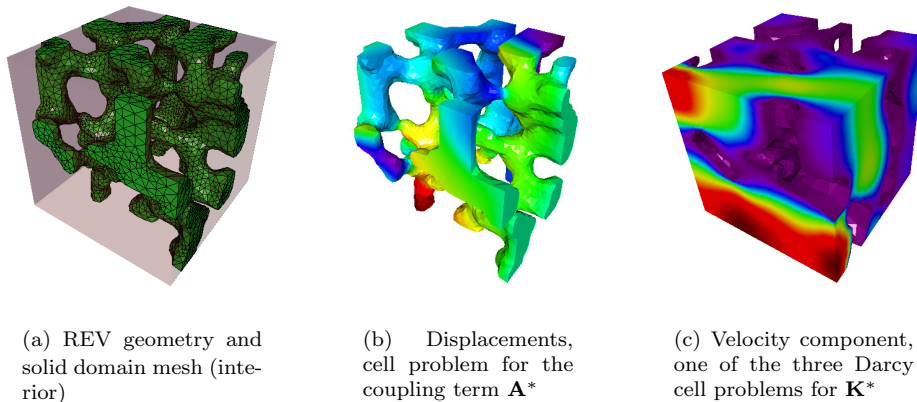 (a) REV geometry and
solid domain mesh (inte-
rior)
(b) Displacements,
cell problem for the
coupling term A*
(c) Velocity component,
one of the three Darcy
cell problems for K*